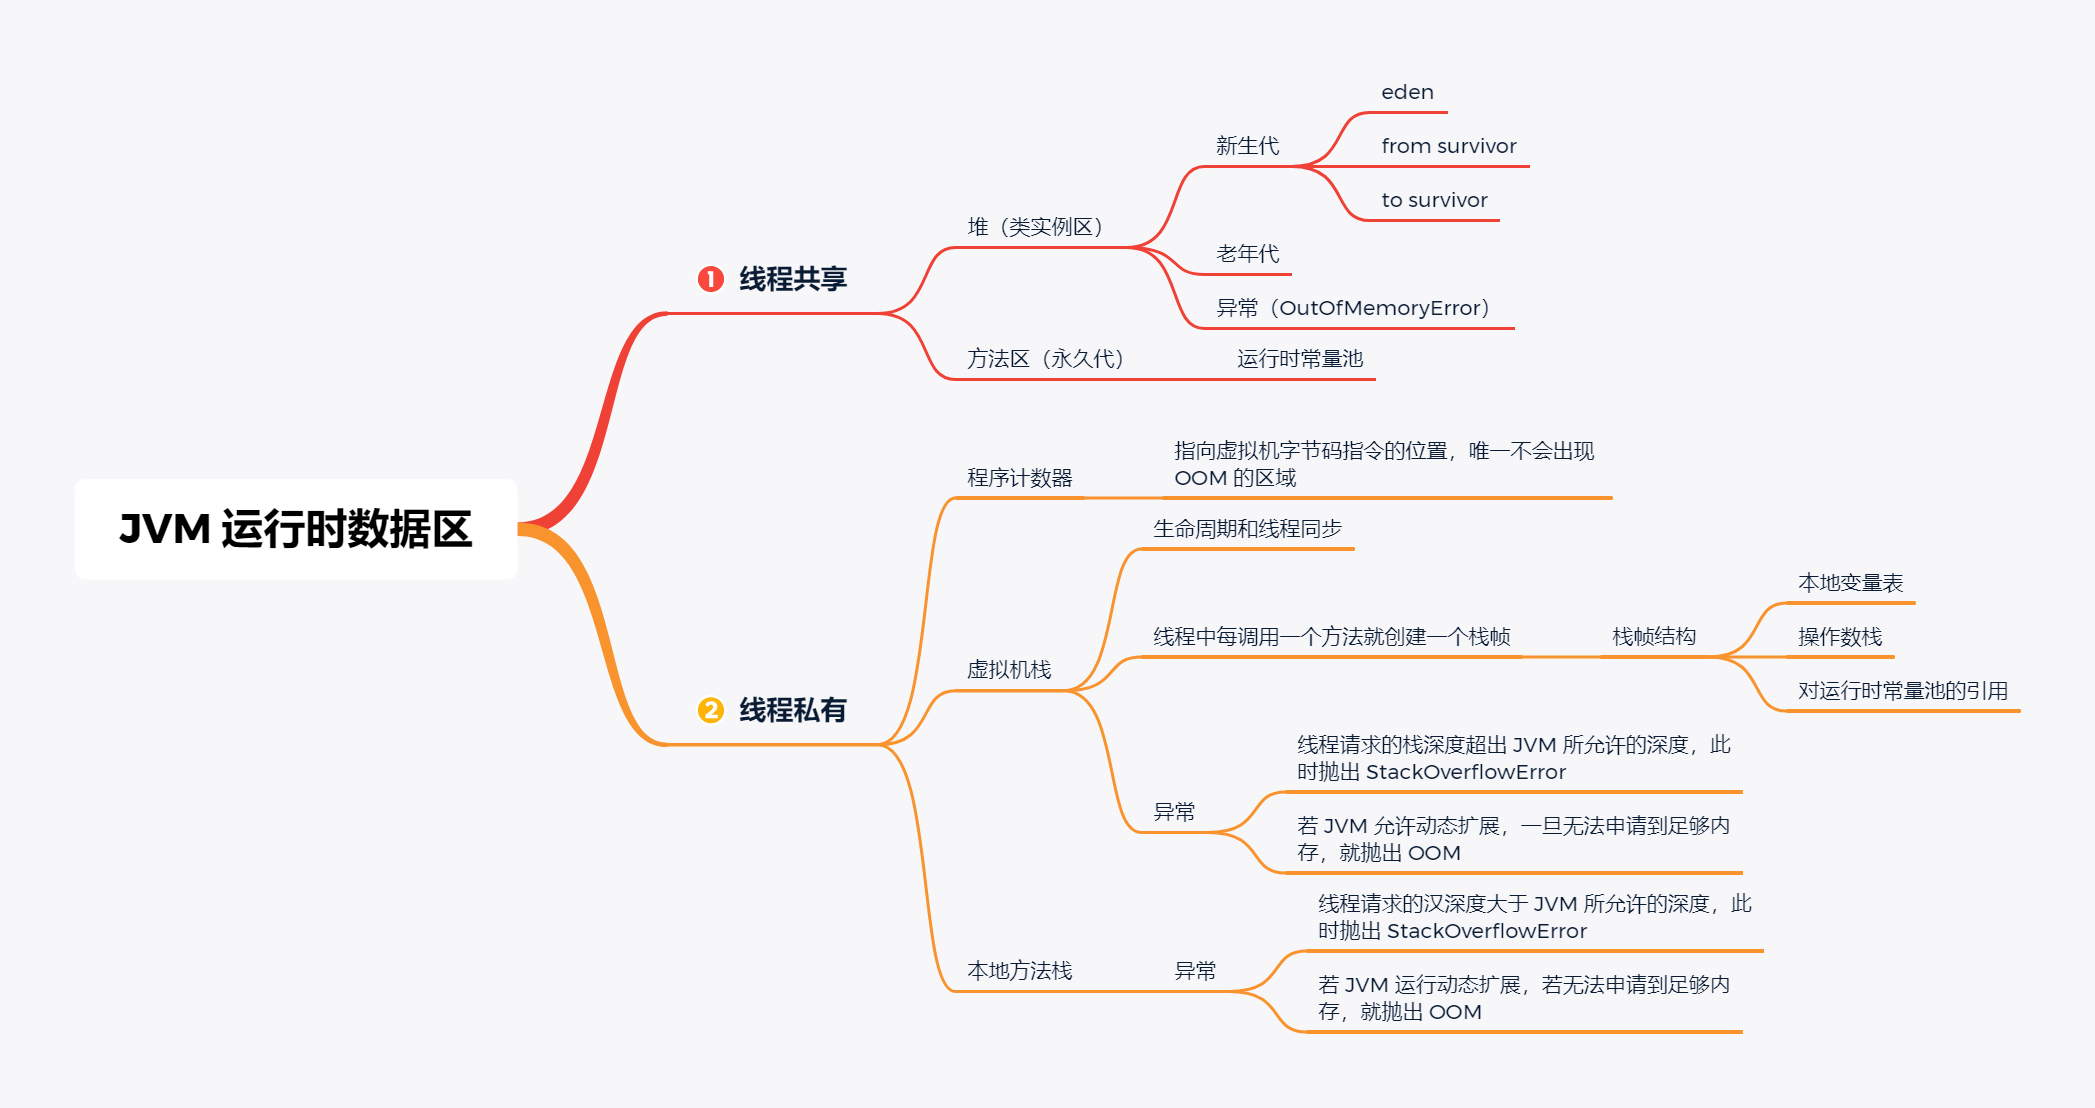 JVM 运行时数据区
1 线程共享
堆（类实例区）
新生代
eden
from survivor
to survivor
老年代
异常（OutOfMemoryError）
方法区（永久代）
运行时常量池
2 线程私有
程序计数器
指向虚拟机字节码指令的位置，唯一不会出现
OOM 的区域
虚拟机栈
生命周期和线程同步
线程中每调用一个方法就创建一个栈帧
栈帧结构
本地变量表
操作数栈
对运行时常量池的引用
异常
线程请求的栈深度超出 JVM 所允许的深度，此
时抛出 StackOverflowError
若 JVM 允许动态扩展，一旦无法申请到足够内
存，就抛出 OOM
本地方法栈
异常
线程请求的汉深度大于 JVM 所允许的深度，此
时抛出 StackOverflowError
若 JVM 运行动态扩展，若无法申请到足够内
存，就抛出 OOM